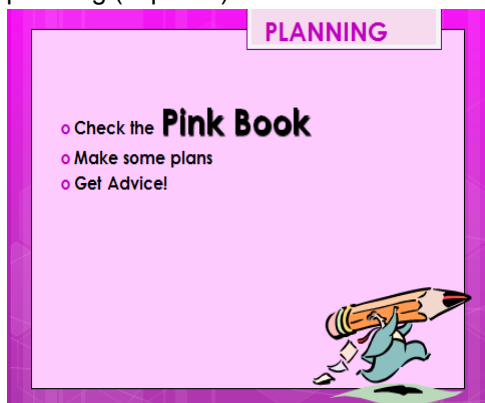 PLANNING
o Check the Pink Book
o Make some plans
o Get Advice!